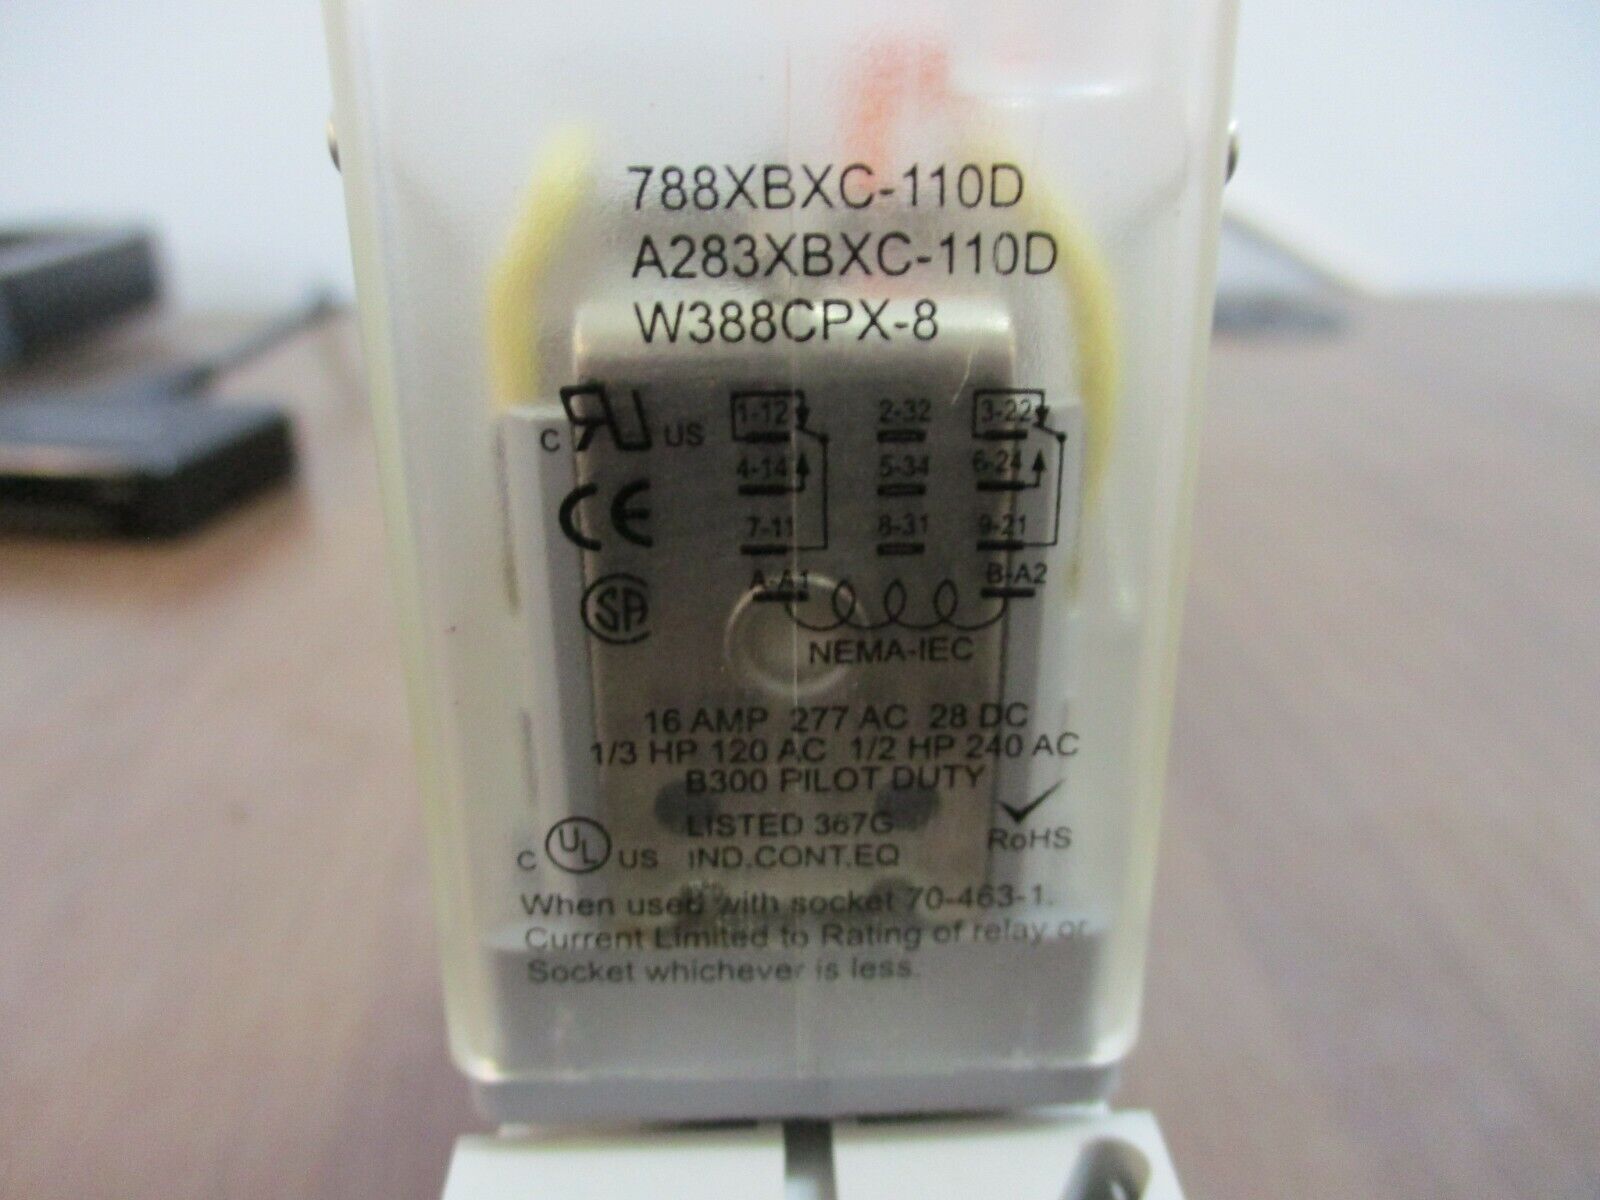 788XBXC-110D
A283XBXC-110D
W388CPX-8
C RU US
1-12 2-32 3-22
4-14 5-34 6-24
CE
7-11 8-31 9-21
A-A1 B-A2
SA
NEMA-IEC
16 AMP 277 AC 28 DC
1/3 HP 120 AC 1/2 HP 240 AC
B300 PILOT DUTY
LISTED 367G
RoHS
C UL US IND.CONT.EQ
When used with socket 70-463-1.
Current Limited to Rating of relay or
Socket whichever is less.